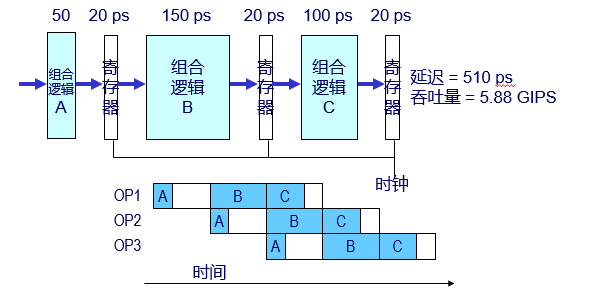 50 20 ps 150 ps 20 ps 100 ps 20 ps
组合
逻辑
A
寄
存
器
组合
逻辑
B
寄
存
器
组合
逻辑
C
寄
存
器
延迟 = 510 ps
吞吐量 = 5.88 GIPS
时钟
OP1 A B C
OP2 A B C
OP3 A B C
时间